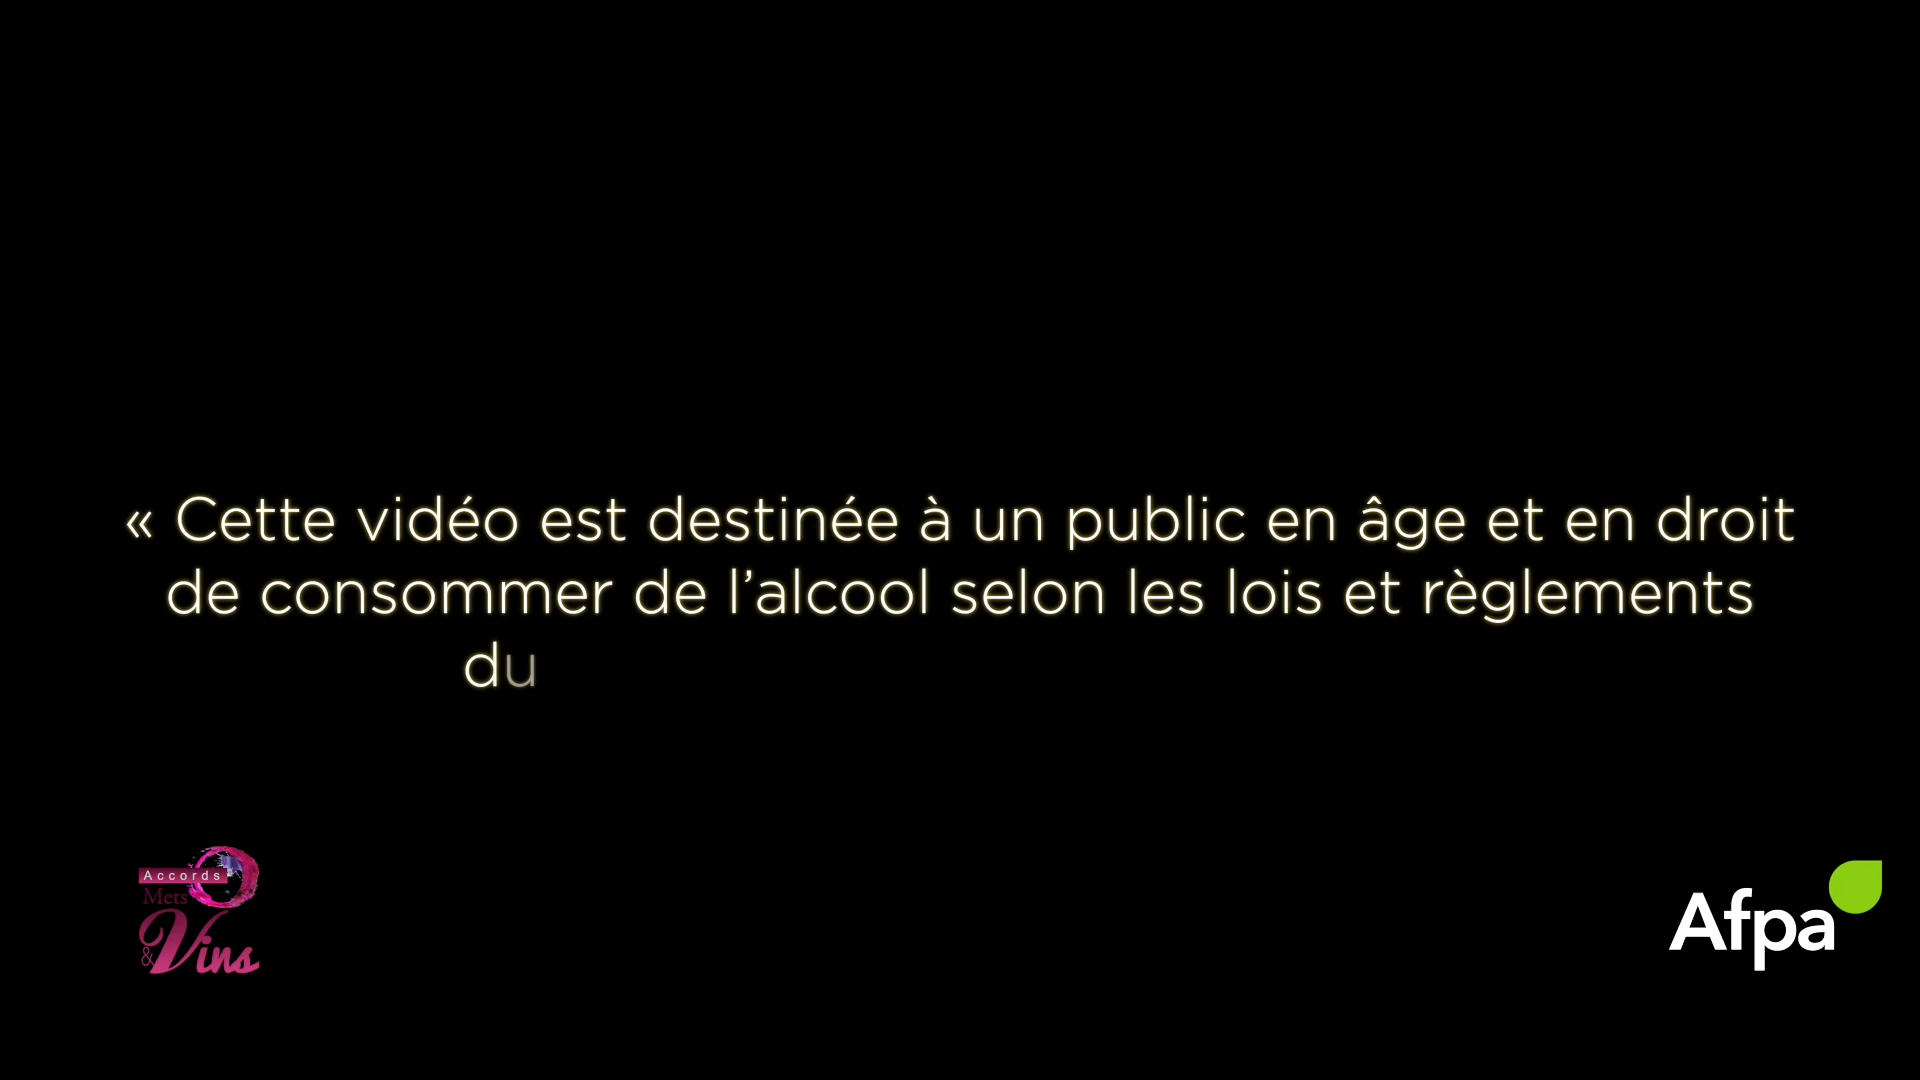 « Cette vidéo est destinée à un public en âge et en droit
de consommer de l’alcool selon les lois et règlements
du
Accords
Mets
& Vins
Afpa